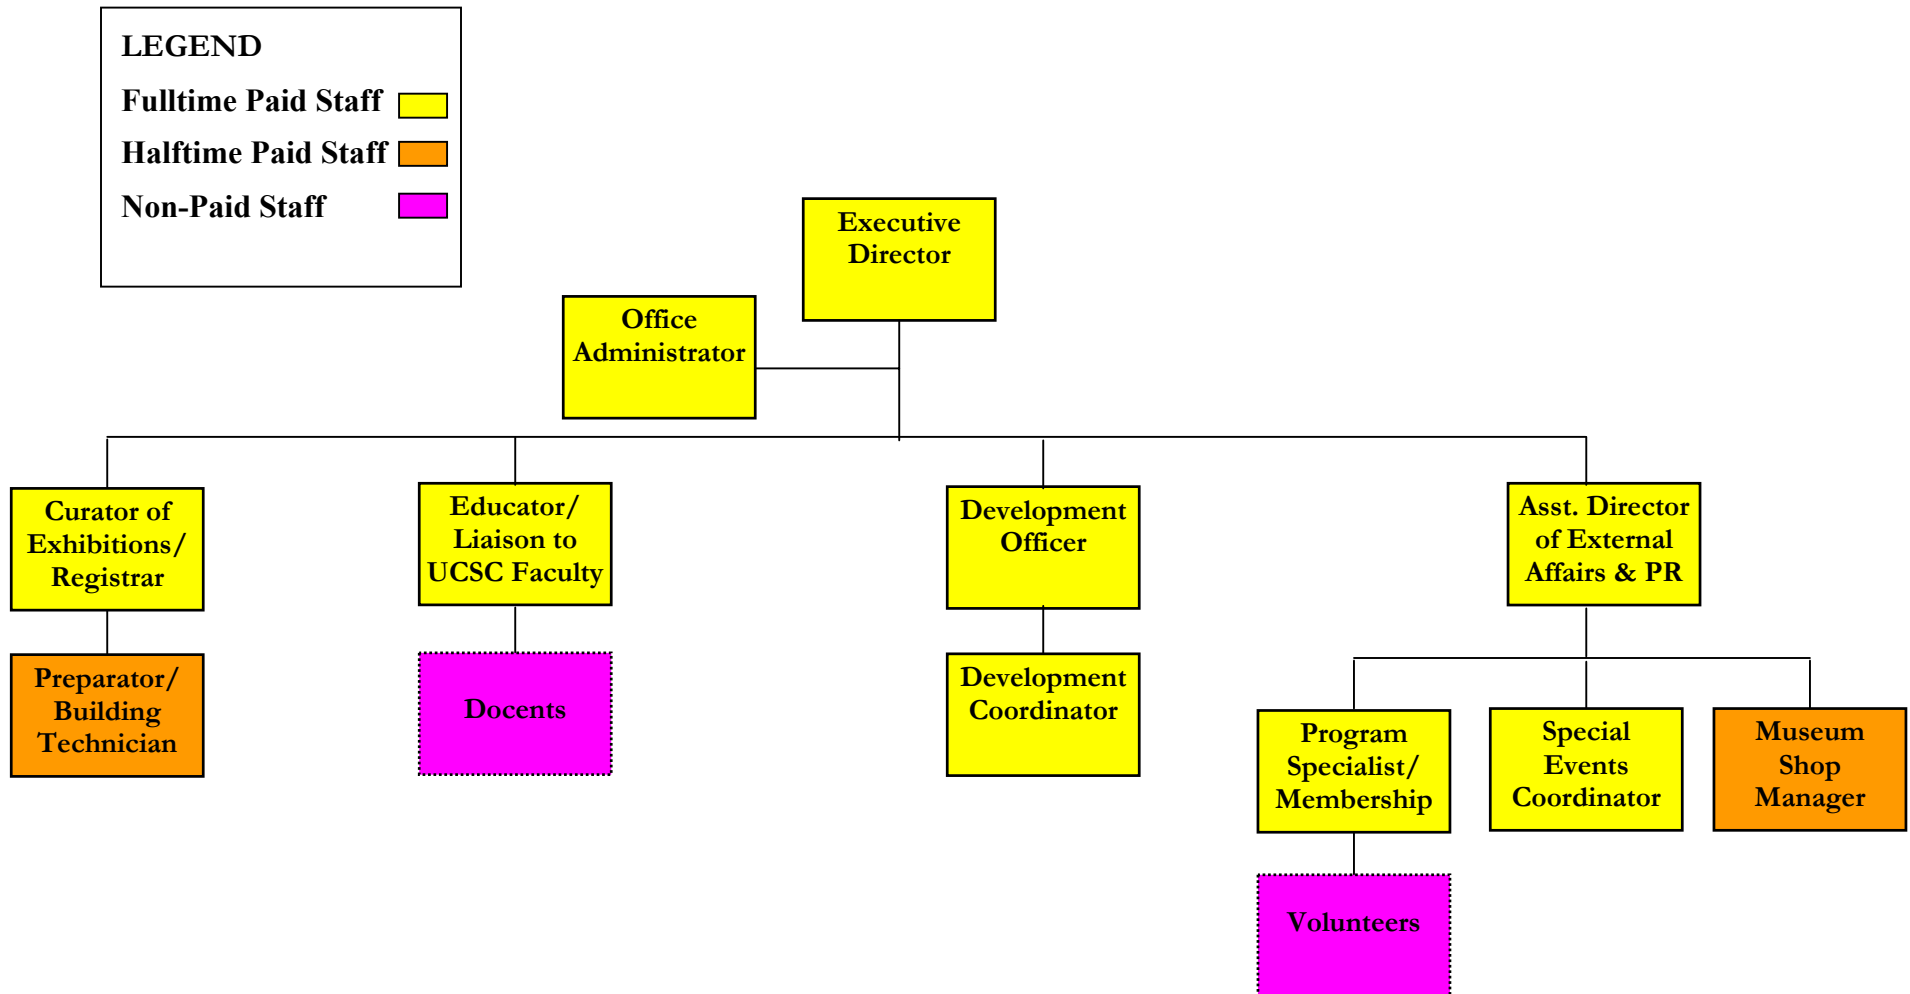 LEGEND
Fulltime Paid Staff
Halftime Paid Staff
Non-Paid Staff
Executive
Director
Office
Administrator
Curator of
Exhibitions/
Registrar
Educator/
Liaison to
UCSC Faculty
Development
Officer
Asst. Director
of External
Affairs & PR
Preparator/
Building
Technician
Docents
Development
Coordinator
Program
Specialist/
Membership
Special
Events
Coordinator
Museum
Shop
Manager
Volunteers